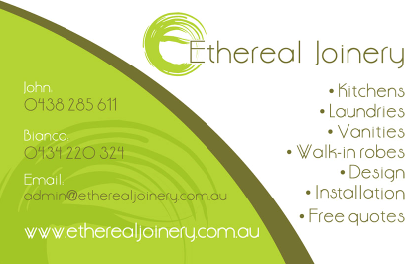 Ethereal Joinery
John.
0438 285 611
Bianca.
0434 220 324
Email.
admin@etherealjoinery.com.au
www.etherealjoinery.com.au
• Kitchens
• Laundries
• Vanities
• Walk-in robes
• Design
• Installation
• Free quotes